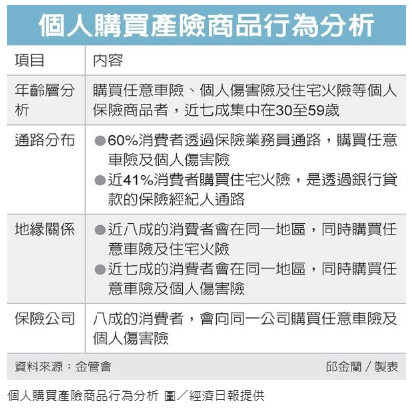 個人購買產險商品行為分析
項目 內容
年齡層分析 購買任意車險、個人傷害險及住宅火險等個人
保險商品者，近七成集中在30至59歲
通路分布 ●60%消費者透過保險業務員通路，購買任意
車險及個人傷害險
●近41%消費者購買住宅火險，是透過銀行貸
款的保險經紀人通路
地緣關係 ●近八成的消費者會在同一地區，同時購買任
意車險及住宅火險
●近七成的消費者會在同一地區，同時購買任
意車險及個人傷害險
保險公司 八成的消費者，會向同一公司購買任意車險及
個人傷害險
資料來源：金管會 邱金蘭／製表
個人購買產險商品行為分析 圖／經濟日報提供